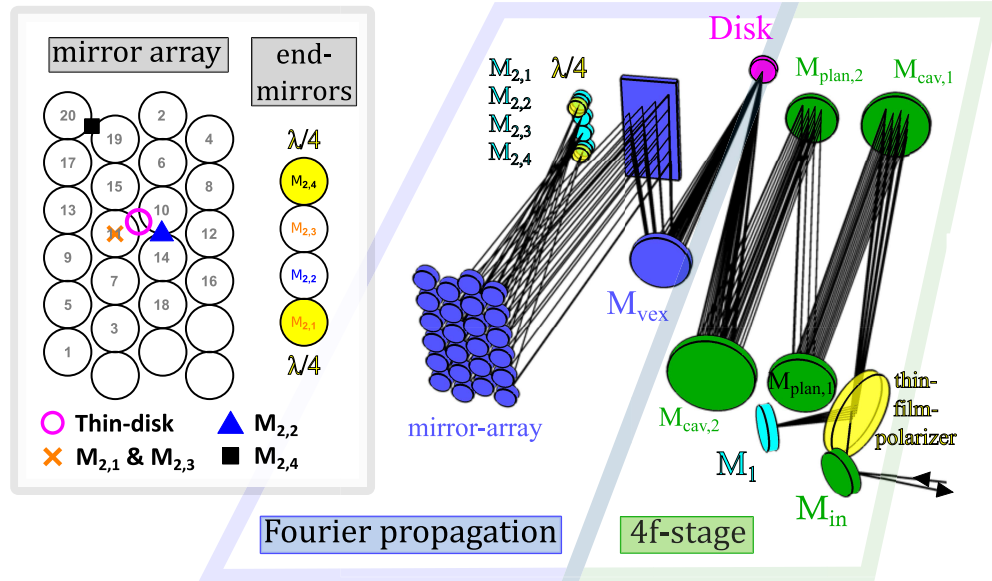 mirror array
end-
mirrors
20
2
19
4
17
6
15
8
13
10
11
12
9
14
7
16
5
18
3
1
λ/4
M2,4
M2,3
M2,2
M2,1
λ/4
Thin-disk
M2,2
M2,1 & M2,3
M2,4
M2,1
M2,2
M2,3
M2,4
λ/4
Disk
Mplan,2
Mcav,1
Mvex
mirror-array
Mcav,2
Mplan,1
thin-
film-
polarizer
M1
Min
Fourier propagation
4f-stage